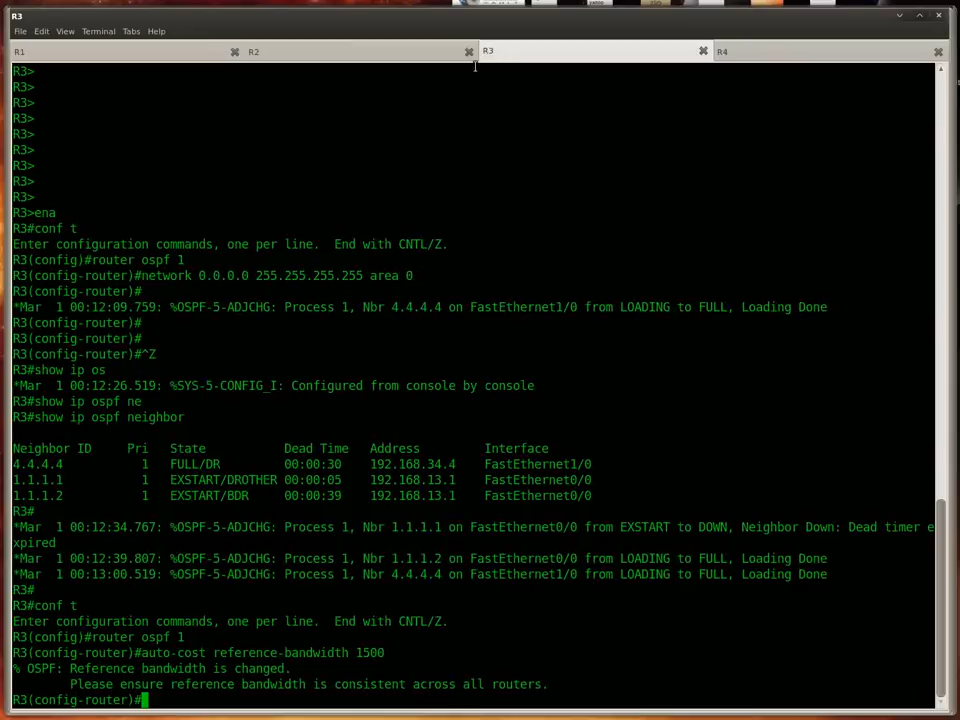 R3
File Edit View Terminal Tabs Help
R1 R2 R3 R4
R3>
R3>
R3>
R3>
R3>
R3>
R3>
R3>
R3>
R3>ena
R3#conf t
Enter configuration commands, one per line.  End with CNTL/Z.
R3(config)#router ospf 1
R3(config-router)#network 0.0.0.0 255.255.255.255 area 0
R3(config-router)#
*Mar  1 00:12:09.759: %OSPF-5-ADJCHG: Process 1, Nbr 4.4.4.4 on FastEthernet1/0 from LOADING to FULL, Loading Done
R3(config-router)#
R3(config-router)#
R3(config-router)#^Z
R3#show ip os
*Mar  1 00:12:26.519: %SYS-5-CONFIG_I: Configured from console by console
R3#show ip ospf ne
R3#show ip ospf neighbor
Neighbor ID     Pri   State           Dead Time   Address         Interface
4.4.4.4           1   FULL/DR         00:00:30    192.168.34.4    FastEthernet1/0
1.1.1.1           1   EXSTART/DROTHER 00:00:05    192.168.13.1    FastEthernet0/0
1.1.1.2           1   EXSTART/BDR     00:00:39    192.168.13.1    FastEthernet0/0
R3#
*Mar  1 00:12:34.767: %OSPF-5-ADJCHG: Process 1, Nbr 1.1.1.1 on FastEthernet0/0 from EXSTART to DOWN, Neighbor Down: Dead timer e
xpired
*Mar  1 00:12:39.807: %OSPF-5-ADJCHG: Process 1, Nbr 1.1.1.2 on FastEthernet0/0 from LOADING to FULL, Loading Done
*Mar  1 00:13:00.519: %OSPF-5-ADJCHG: Process 1, Nbr 4.4.4.4 on FastEthernet1/0 from LOADING to FULL, Loading Done
R3#
R3#conf t
Enter configuration commands, one per line.  End with CNTL/Z.
R3(config)#router ospf 1
R3(config-router)#auto-cost reference-bandwidth 1500
% OSPF: Reference bandwidth is changed.
        Please ensure reference bandwidth is consistent across all routers.
R3(config-router)#